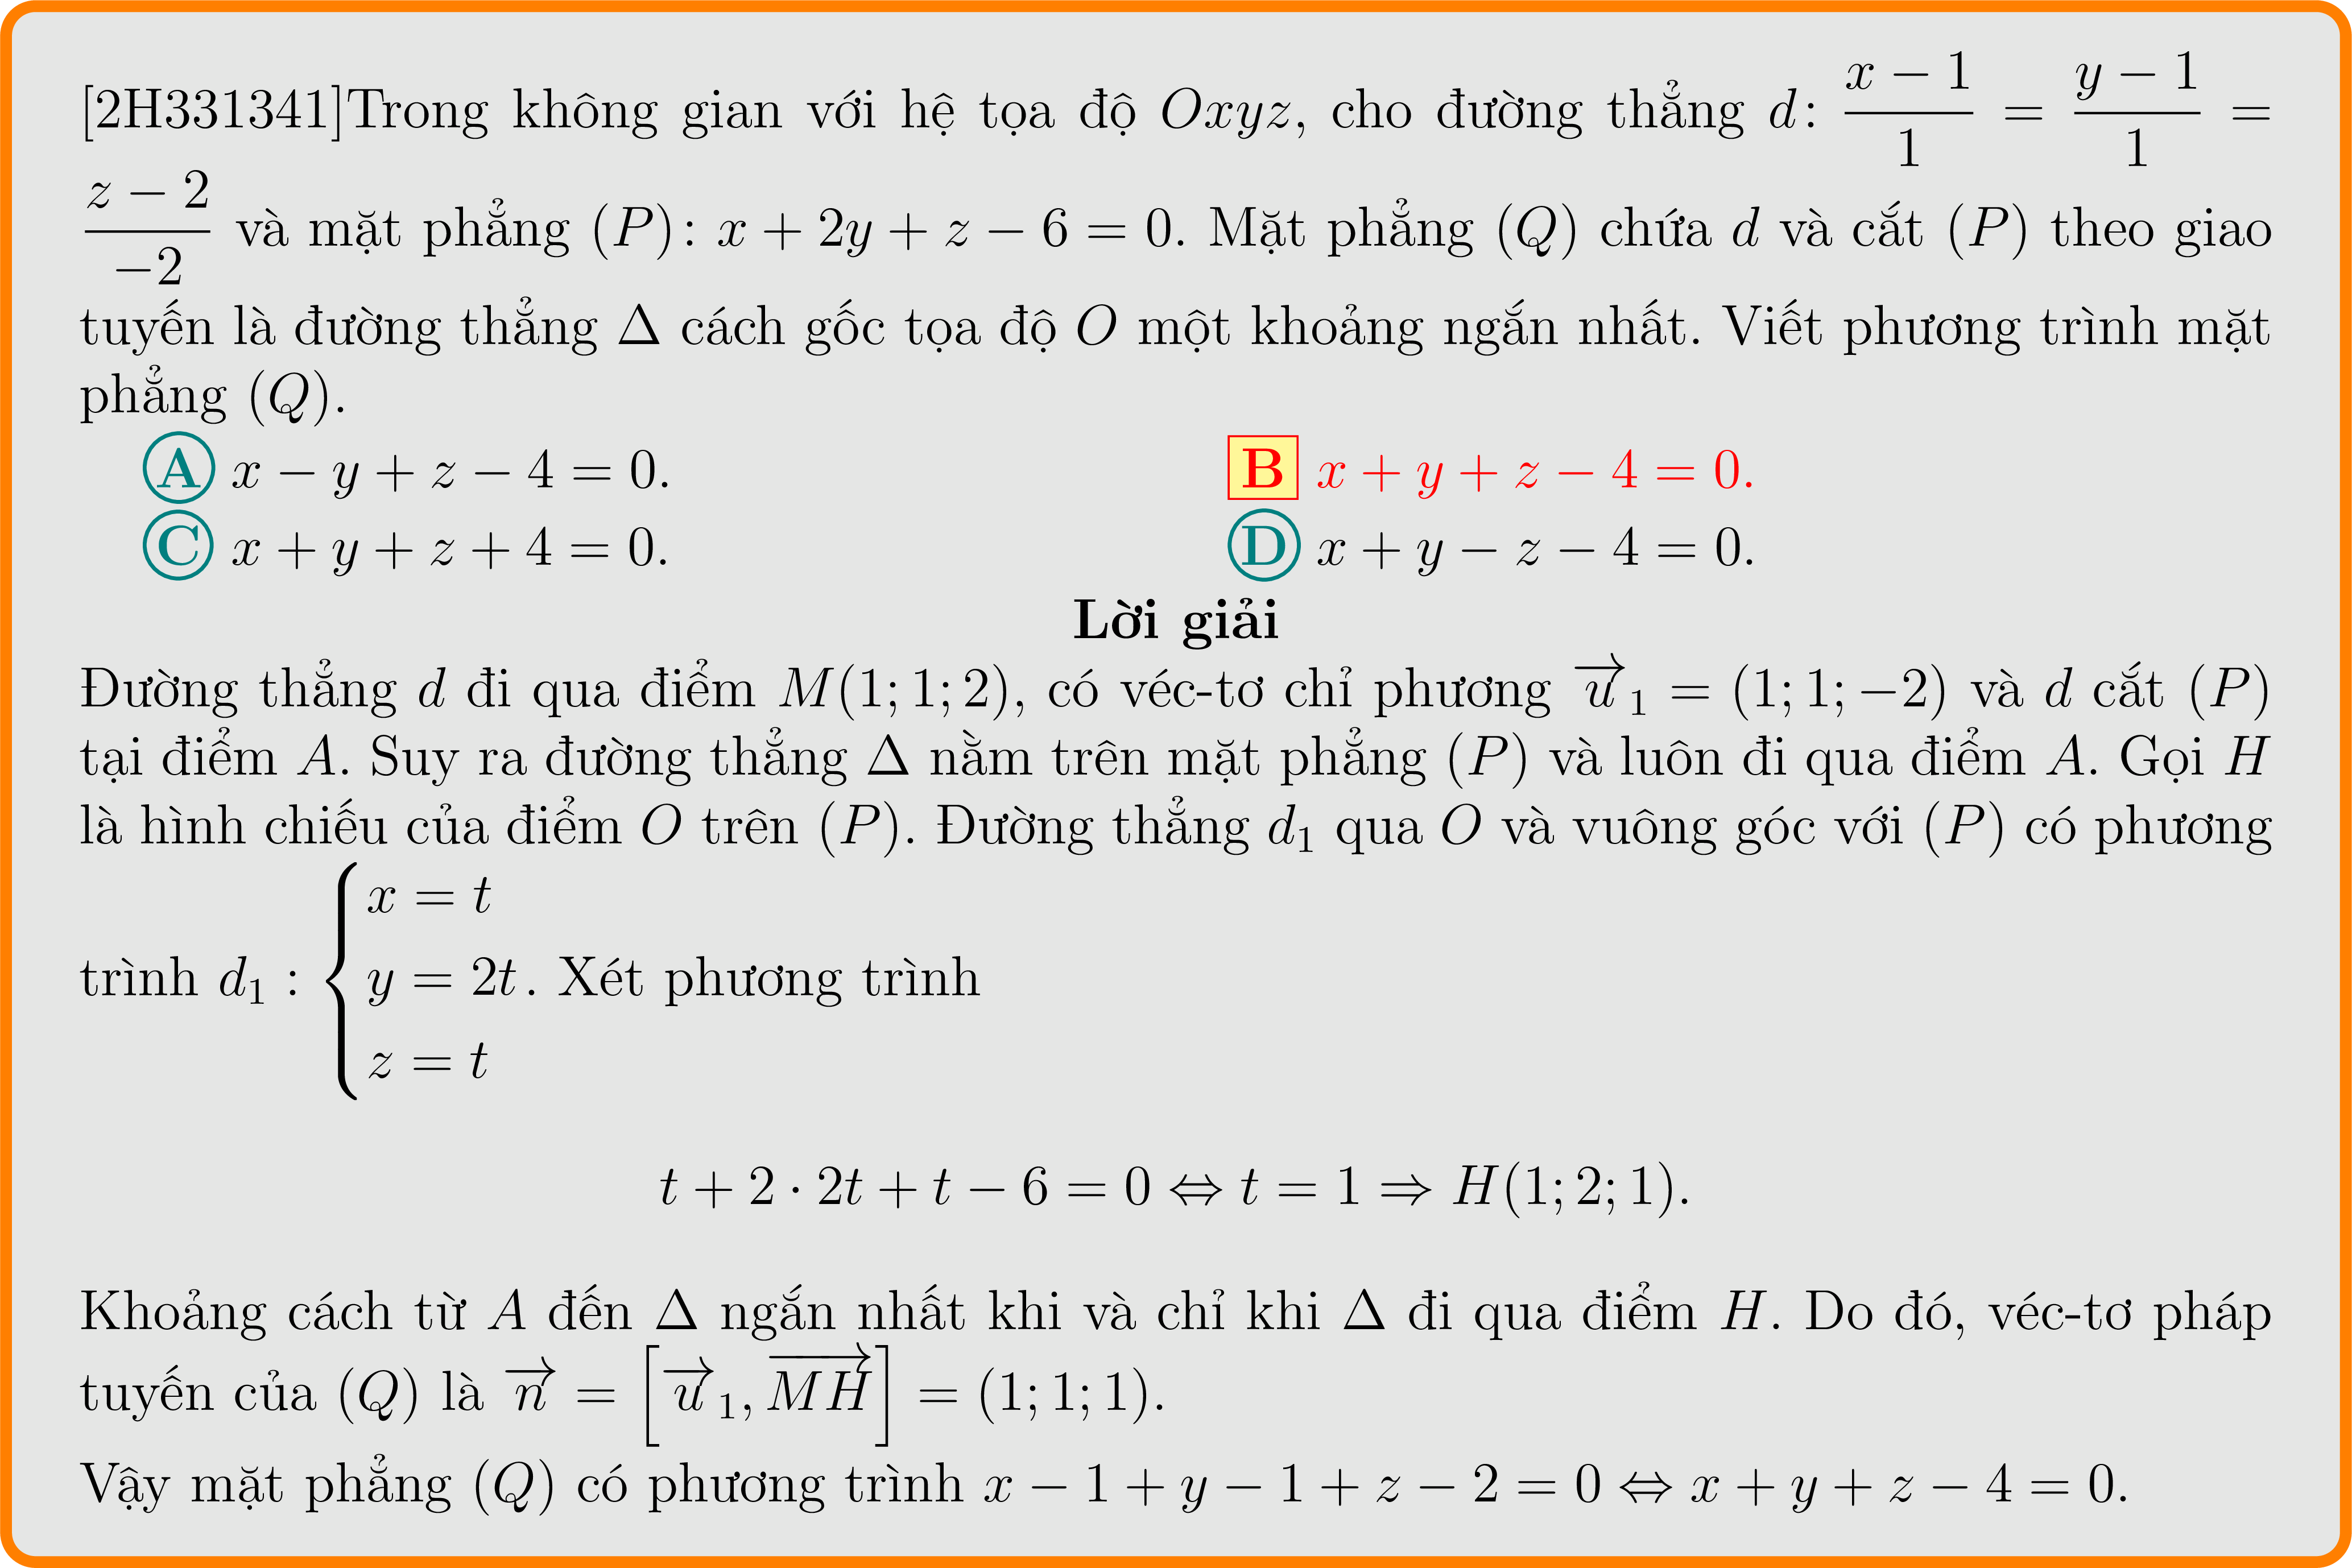 [2H331341]Trong không gian với hệ tọa độ $Oxyz$, cho đường thẳng $d\colon \dfrac{x-1}{1} = \dfrac{y-1}{1} =$
$\dfrac{z-2}{-2}$ và mặt phẳng $(P)\colon x+2y+z-6=0$. Mặt phẳng $(Q)$ chứa $d$ và cắt $(P)$ theo giao
tuyến là đường thẳng $\Delta$ cách gốc tọa độ $O$ một khoảng ngắn nhất. Viết phương trình mặt
phẳng $(Q)$.
A $x-y+z-4=0$. B $x+y+z-4=0$.
C $x+y+z+4=0$. D $x+y-z-4=0$.
Lời giải
Đường thẳng $d$ đi qua điểm $M(1;1;2)$, có véc-tơ chỉ phương $\overrightarrow{u}_1=(1;1;-2)$ và $d$ cắt $(P)$
tại điểm $A$. Suy ra đường thẳng $\Delta$ nằm trên mặt phẳng $(P)$ và luôn đi qua điểm $A$. Gọi $H$
là hình chiếu của điểm $O$ trên $(P)$. Đường thẳng $d_1$ qua $O$ và vuông góc với $(P)$ có phương
trình $d_1: \begin{cases} x=t \\ y=2t \\ z=t \end{cases}$. Xét phương trình
$t+2\cdot 2t+t-6=0 \Leftrightarrow t=1 \Rightarrow H(1;2;1).$
Khoảng cách từ $A$ đến $\Delta$ ngắn nhất khi và chỉ khi $\Delta$ đi qua điểm $H$. Do đó, véc-tơ pháp
tuyến của $(Q)$ là $\overrightarrow{n}=\left[\overrightarrow{u}_1,\overrightarrow{MH}\right]=(1;1;1)$.
Vậy mặt phẳng $(Q)$ có phương trình $x-1+y-1+z-2=0 \Leftrightarrow x+y+z-4=0$.